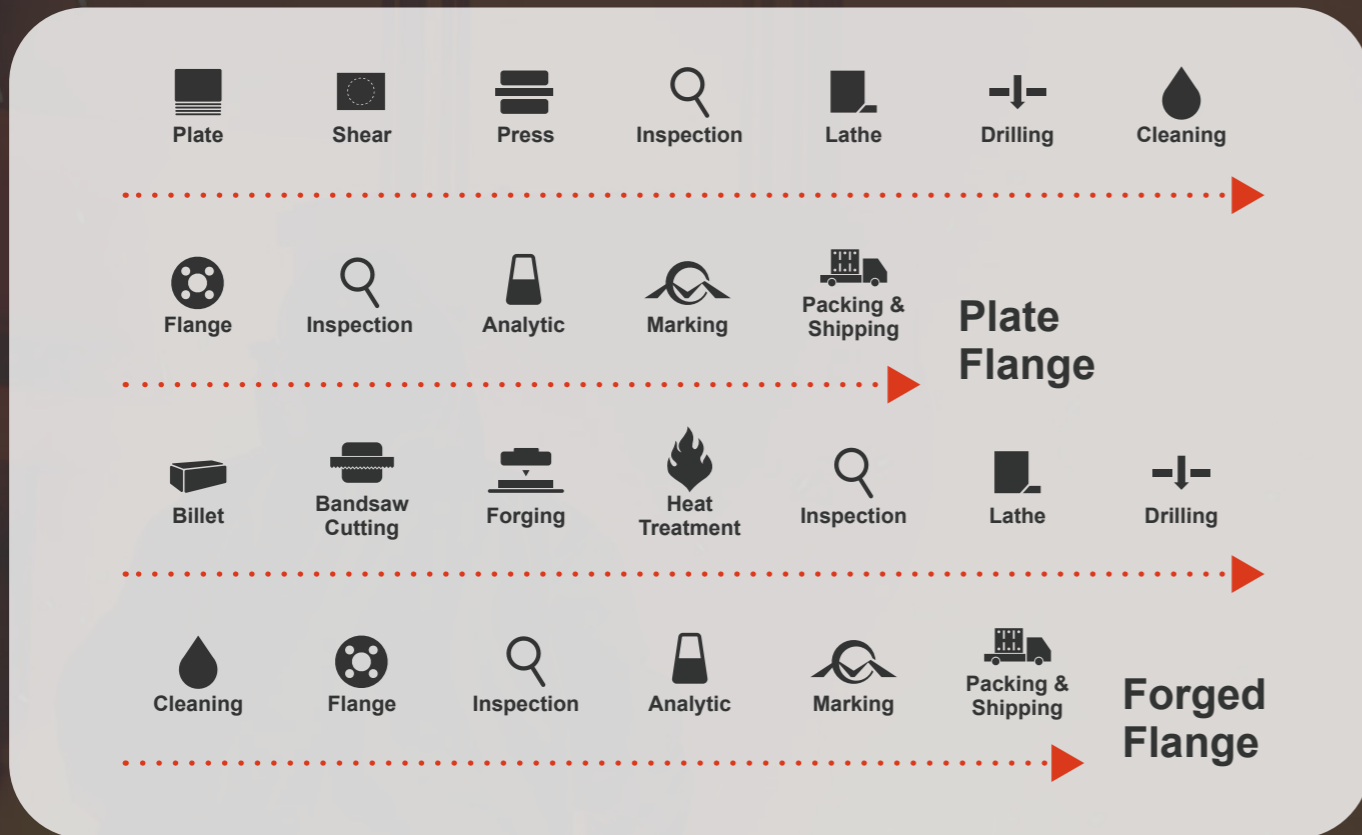 Plate
Shear
Press
Inspection
Lathe
Drilling
Cleaning
Flange
Inspection
Analytic
Marking
Packing &
Shipping
Plate
Flange
Billet
Bandsaw
Cutting
Forging
Heat
Treatment
Inspection
Lathe
Drilling
Cleaning
Flange
Inspection
Analytic
Marking
Packing &
Shipping
Forged
Flange